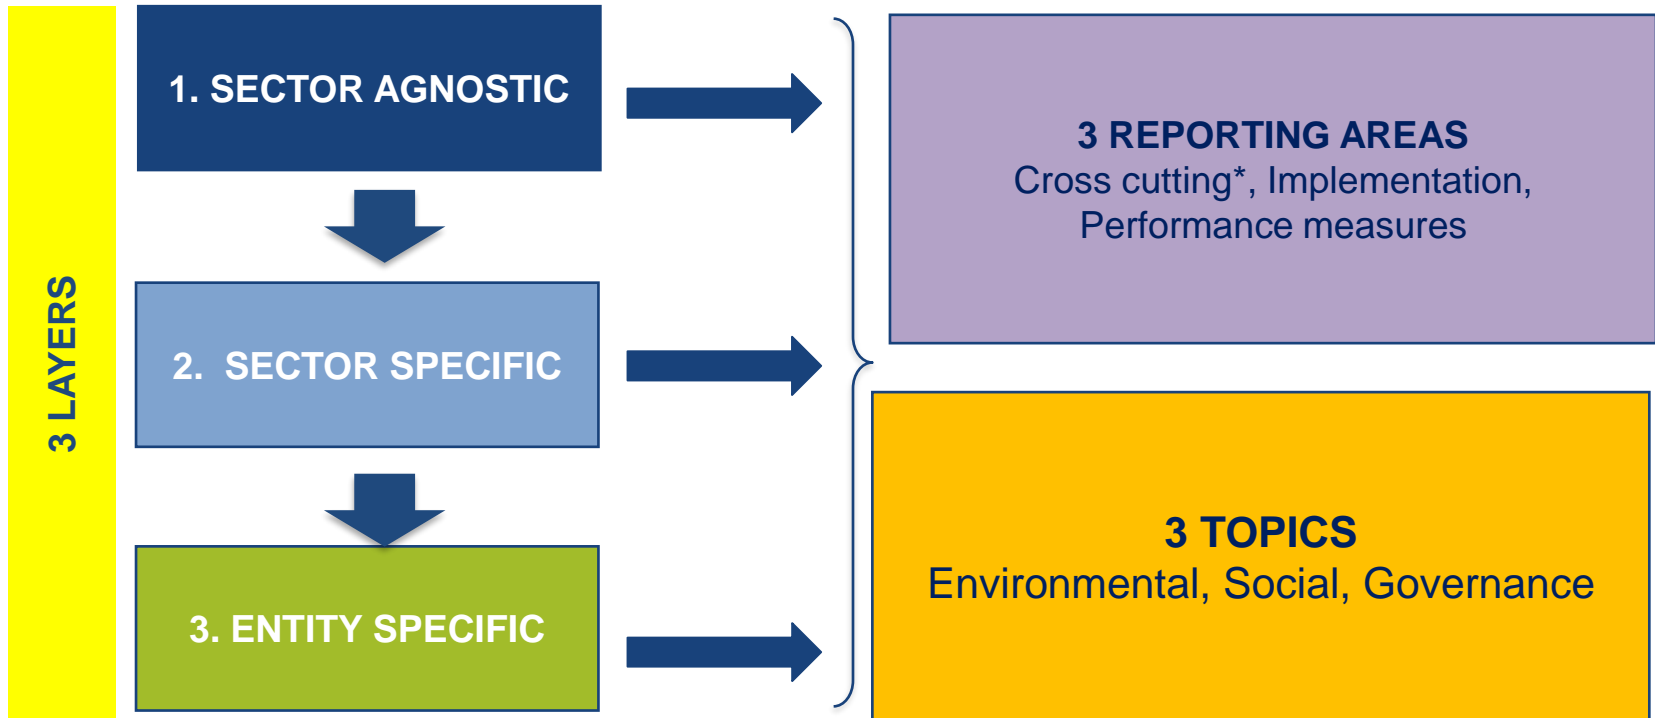 3 LAYERS
1. SECTOR AGNOSTIC
2. SECTOR SPECIFIC
3. ENTITY SPECIFIC
3 REPORTING AREAS
Cross cutting*, Implementation,
Performance measures
3 TOPICS
Environmental, Social, Governance